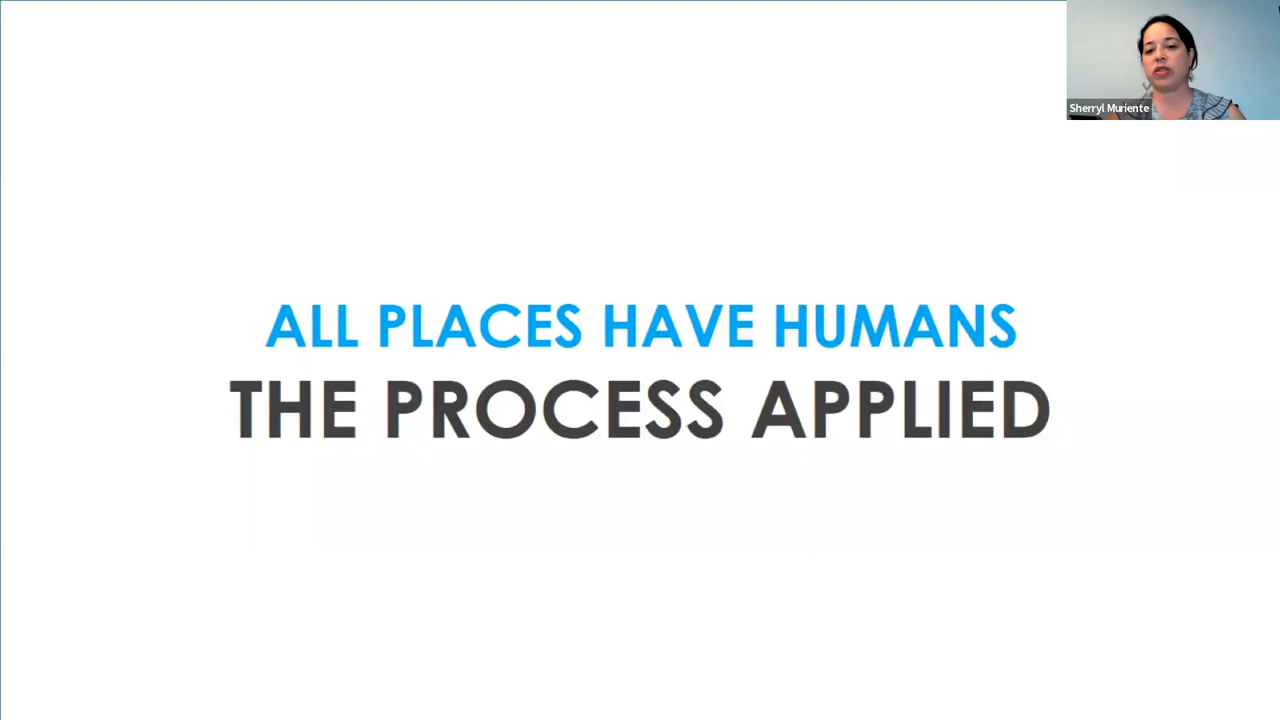 Sherryl Muriente
ALL PLACES HAVE HUMANS
THE PROCESS APPLIED